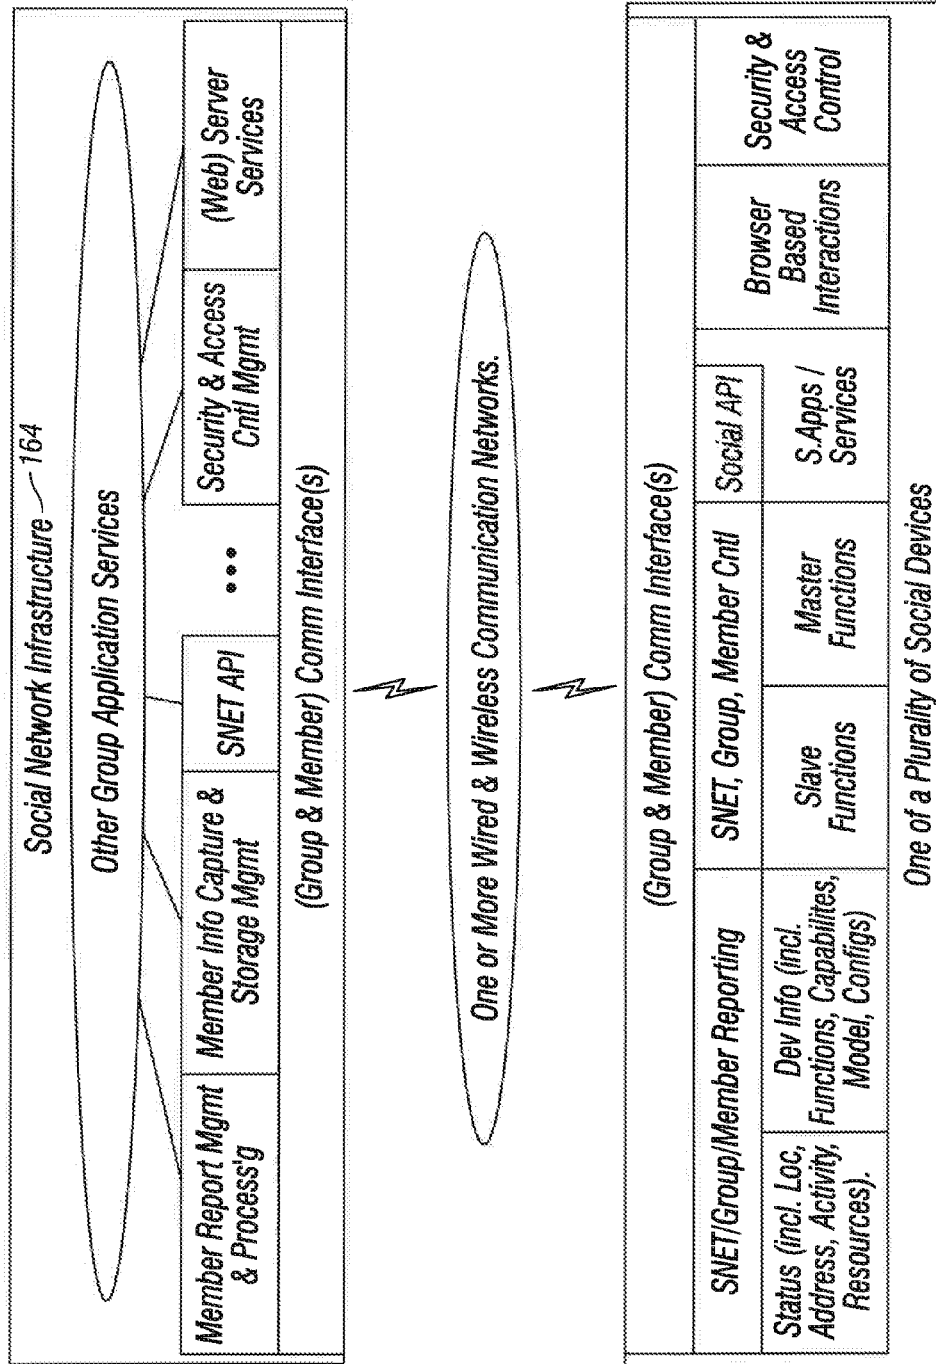 Social Network Infrastructure 164
Other Group Application Services
Member Report Mgmt
& Process'g
Member Info Capture &
Storage Mgmt
SNET API
•••
Security & Access
Cntl Mgmt
(Web) Server
Services
(Group & Member) Comm Interface(s)
One or More Wired & Wireless Communication Networks.
(Group & Member) Comm Interface(s)
SNET/Group/Member Reporting
Status (incl. Loc,
Address, Activity,
Resources).
Dev Info (incl.
Functions, Capabilites,
Model, Configs)
SNET, Group, Member Cntl
Slave
Functions
Master
Functions
Social API
S.Apps /
Services
Browser
Based
Interactions
Security &
Access
Control
One of a Plurality of Social Devices